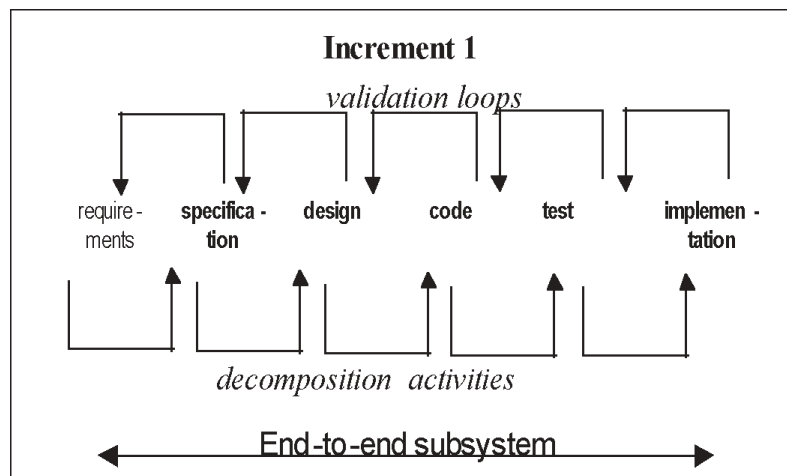 Increment 1
validation loops
require- specifica- design code test implemen-
ments tion tation
decomposition activities
End-to-end subsystem